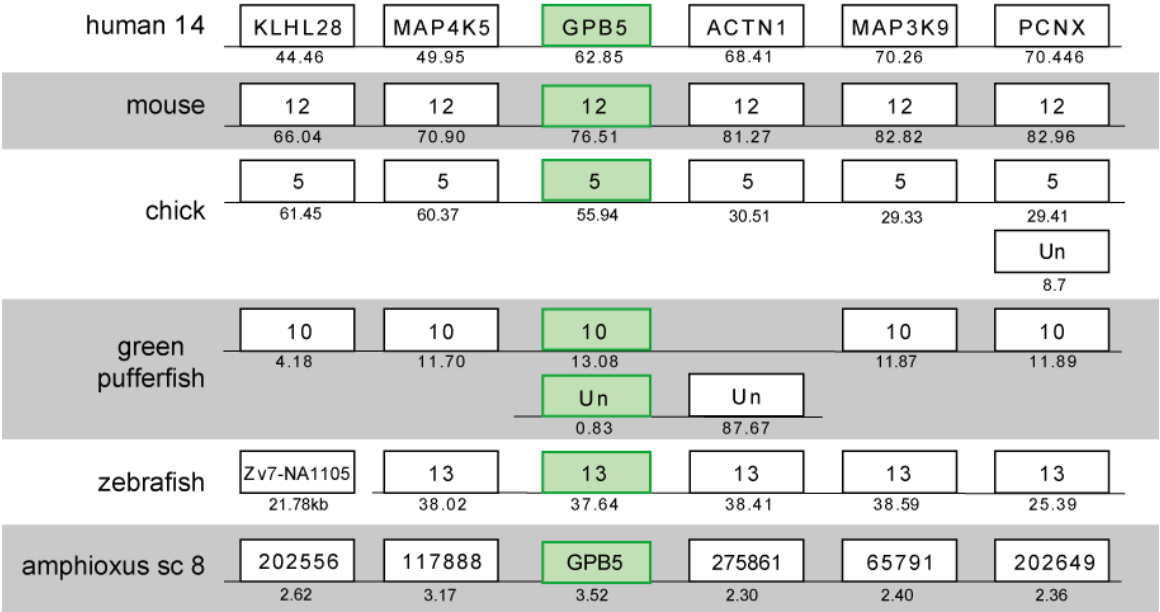 human 14 KLHL28 MAP4K5 GPB5 ACTN1 MAP3K9 PCNX
44.46 49.95 62.85 68.41 70.26 70.446
mouse 12 12 12 12 12 12
66.04 70.90 76.51 81.27 82.82 82.96
chick 5 5 5 5 5 5
61.45 60.37 55.94 30.51 29.33 29.41
Un
8.7
green pufferfish 10 10 10 10 10
4.18 11.70 13.08 11.87 11.89
Un Un
0.83 87.67
zebrafish Zv7-NA1105 13 13 13 13 13
21.78kb 38.02 37.64 38.41 38.59 25.39
amphioxus sc 8 202556 117888 GPB5 275861 65791 202649
2.62 3.17 3.52 2.30 2.40 2.36